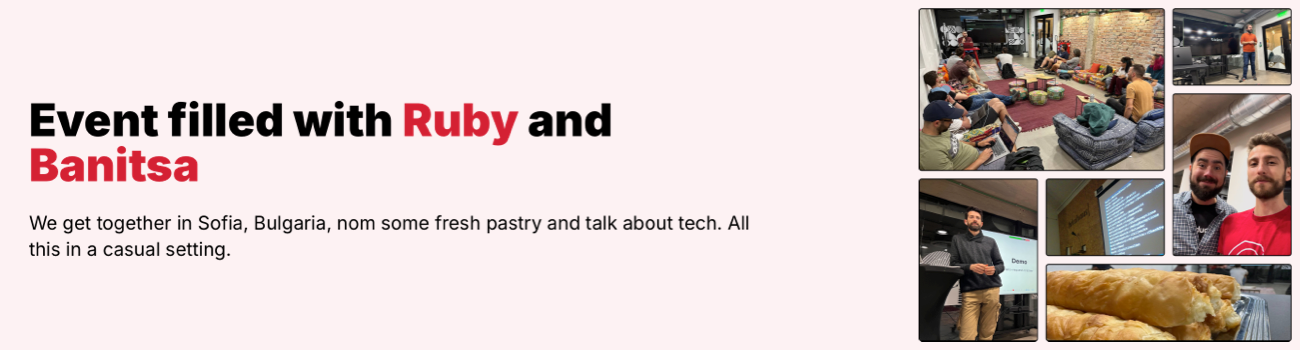 Event filled with Ruby and
Banitsa
We get together in Sofia, Bulgaria, nom some fresh pastry and talk about tech. All
this in a casual setting.
Demo